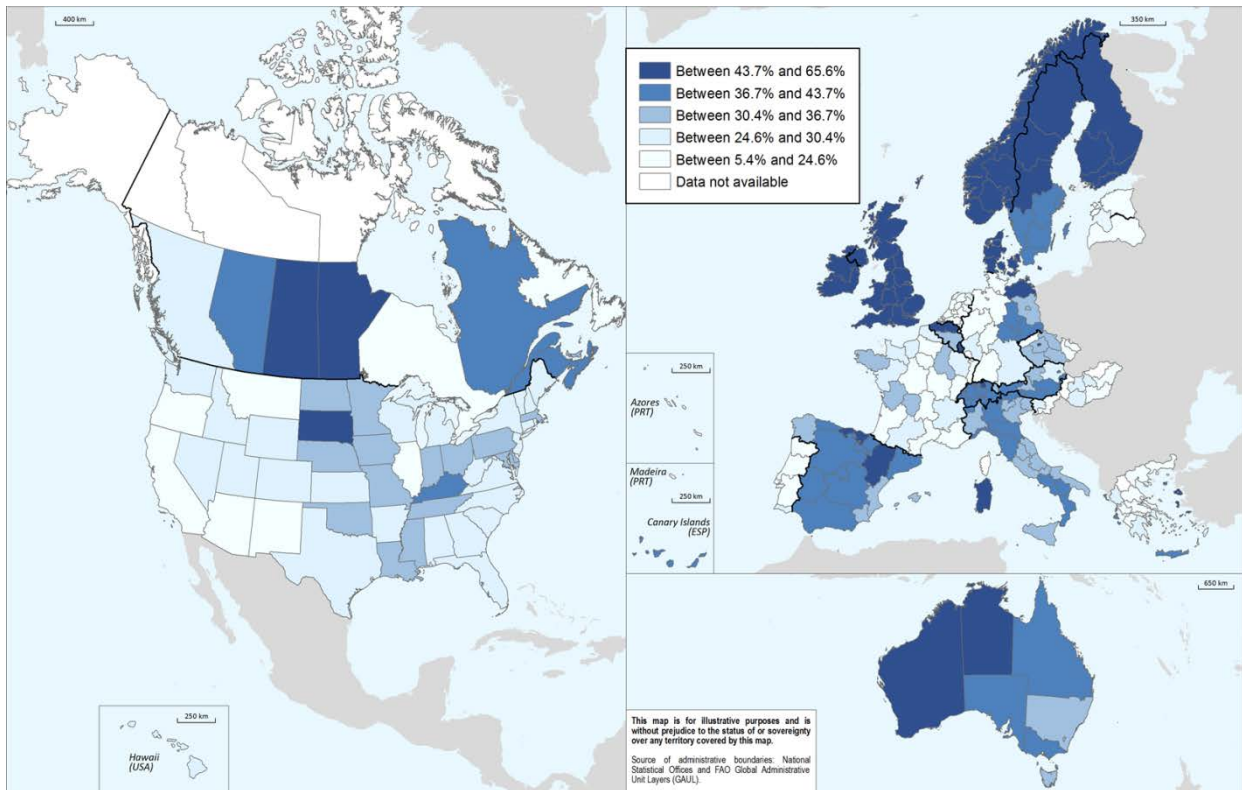 400 km
350 km
Between 43.7% and 65.6%
Between 36.7% and 43.7%
Between 30.4% and 36.7%
Between 24.6% and 30.4%
Between 5.4% and 24.6%
Data not available
250 km
Azores
(PRT)
Madeira
(PRT)
250 km
Canary Islands
(ESP)
650 km
250 km
Hawaii
(USA)
This map is for illustrative purposes and is
without prejudice to the status of or sovereignty
over any territory covered by this map.
Source of administrative boundaries: National
Statistical Offices and FAO Global Administrative
Unit Layers (GAUL).